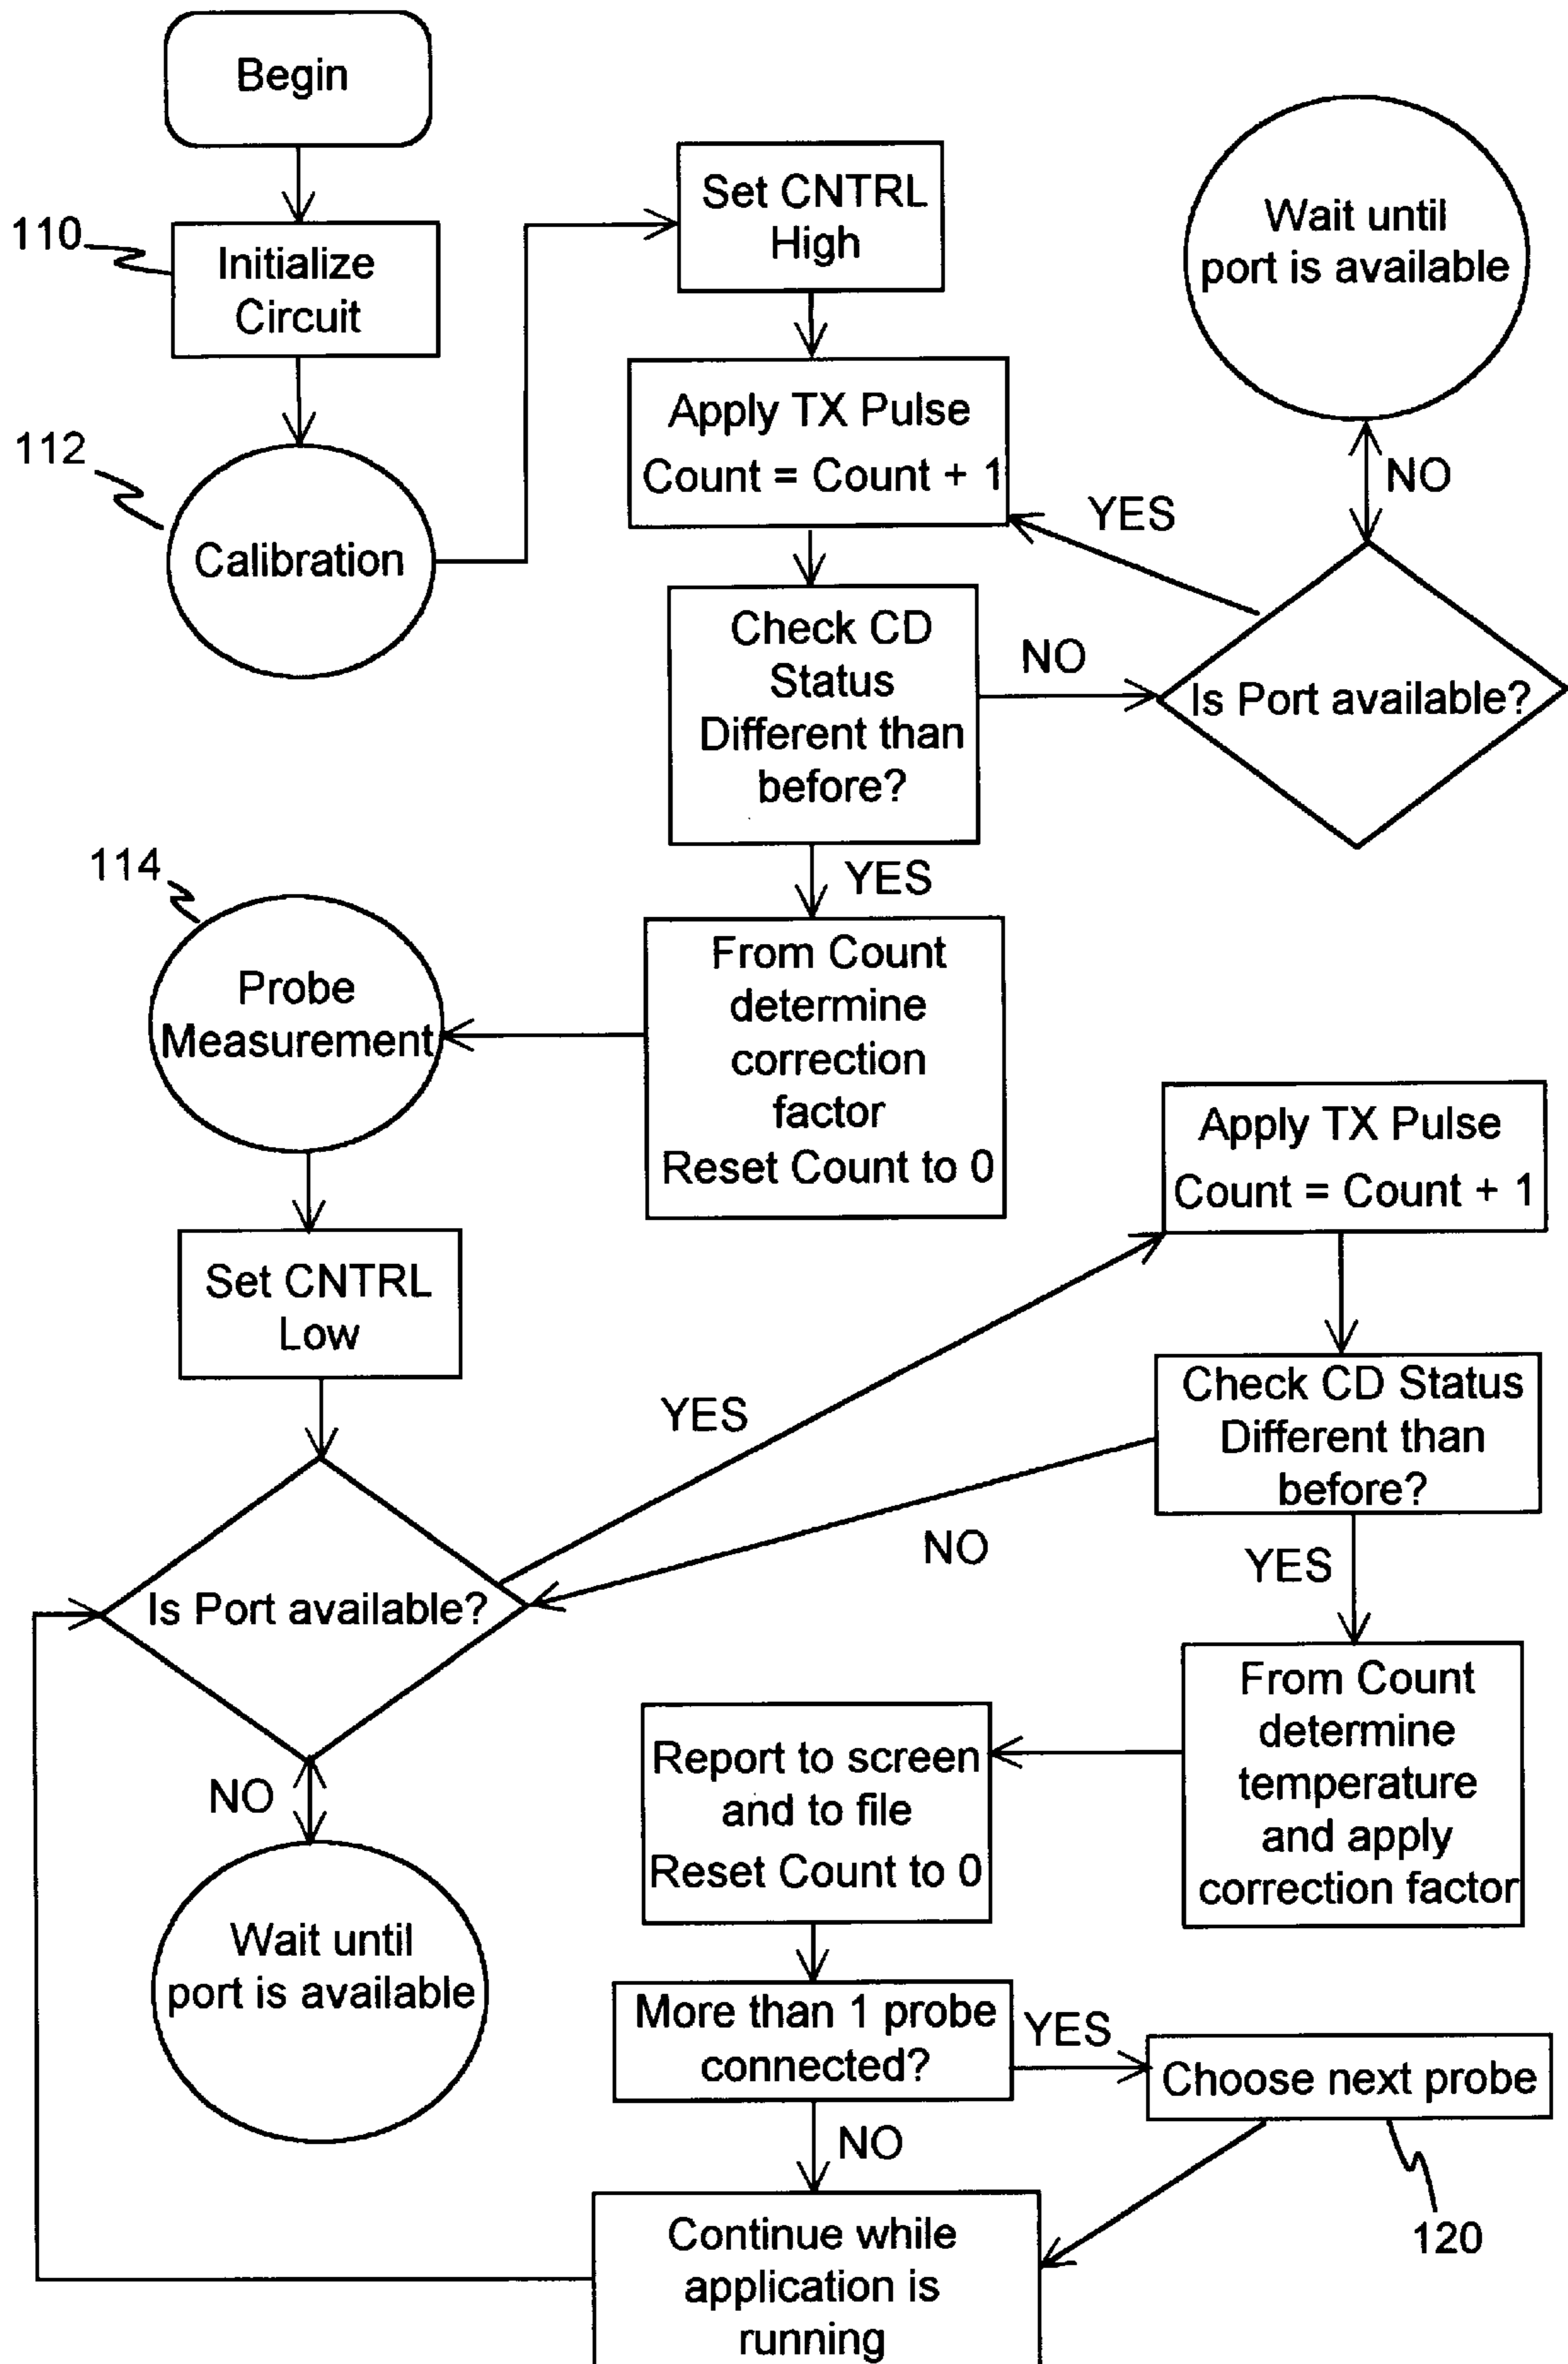 Begin
110
Initialize
Circuit
112
Calibration
Set CNTRL
High
Apply TX Pulse
Count = Count + 1
Check CD
Status
Different than
before?
NO
Is Port available?
YES
NO
Wait until
port is available
YES
From Count
determine
correction
factor
Reset Count to 0
114
Probe
Measurement
Set CNTRL
Low
Is Port available?
NO
Wait until
port is available
YES
Apply TX Pulse
Count = Count + 1
Check CD Status
Different than
before?
NO
YES
From Count
determine
temperature
and apply
correction factor
Report to screen
and to file
Reset Count to 0
More than 1 probe
connected?
YES
Choose next probe
120
NO
Continue while
application is
running